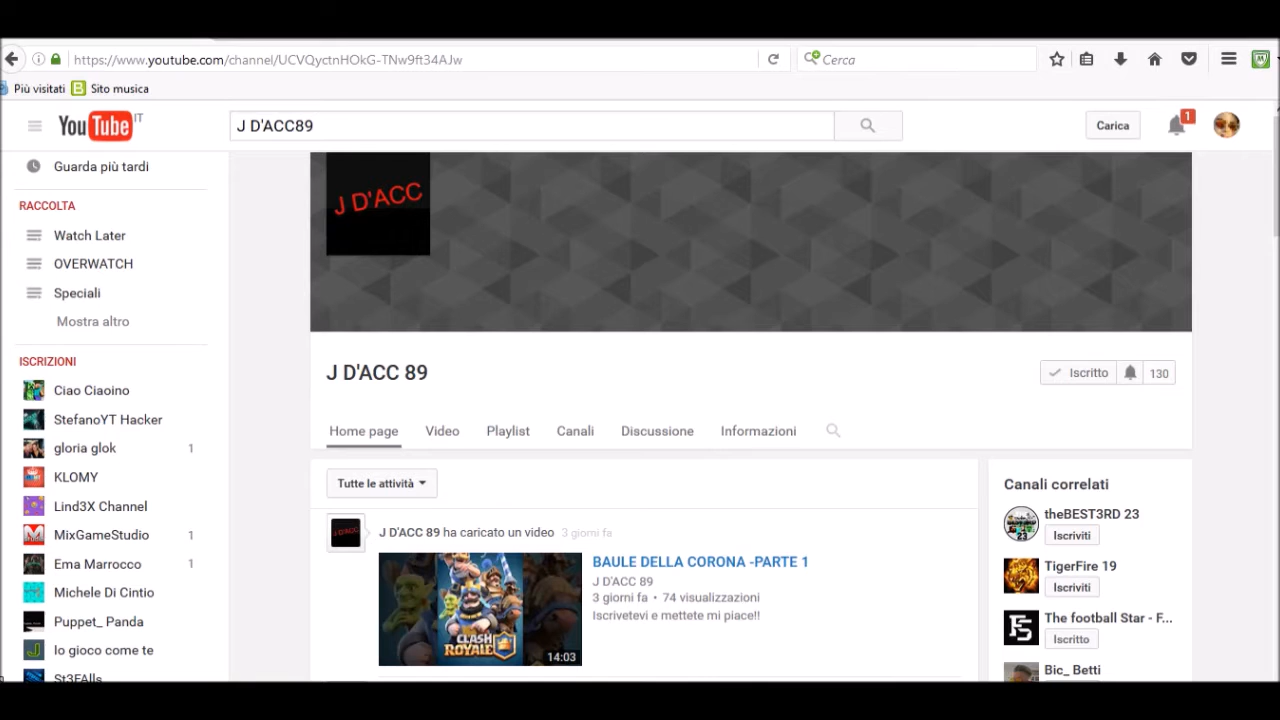 https://www.youtube.com/channel/UCVQyctnHOkG-TNw9ft34AJw
Cerca
Più visitati
Sito musica
YouTube IT
J D'ACC89
Carica
1
Guarda più tardi
RACCOLTA
Watch Later
OVERWATCH
Speciali
Mostra altro
ISCRIZIONI
Ciao Ciaoino
StefanoYT Hacker
gloria glok 1
KLOMY
Lind3X Channel
MixGameStudio 1
Ema Marrocco 1
Michele Di Cintio
Puppet_ Panda
Io gioco come te
St3FAlls
J D'ACC
J D'ACC 89
Iscritto 130
Home page Video Playlist Canali Discussione Informazioni
Tutte le attività
J D'ACC 89 ha caricato un video 3 giorni fa
J D'ACC
CLASH
ROYALE
14:03
BAULE DELLA CORONA -PARTE 1
J D'ACC 89
3 giorni fa • 74 visualizzazioni
Iscrivetevi e mettete mi piace!!
Canali correlati
theBEST3RD 23
Iscriviti
TigerFire 19
Iscriviti
The football Star - F...
Iscritto
Bic_ Betti